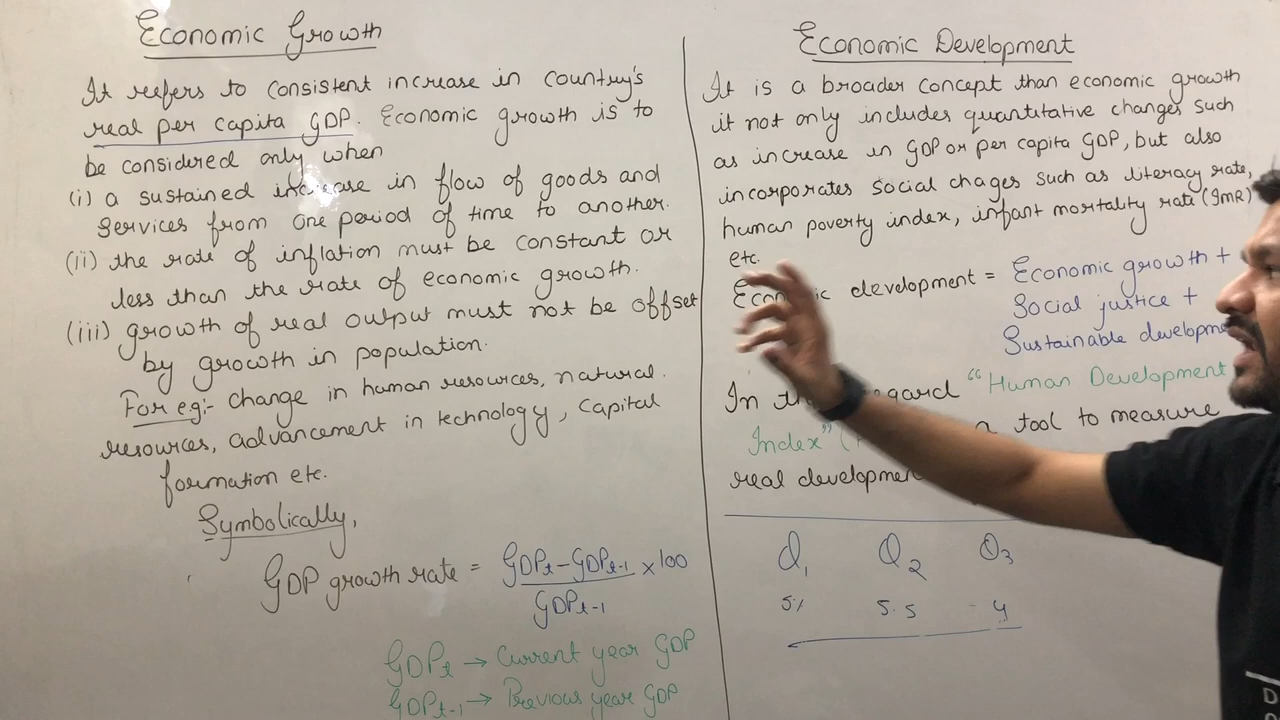 Economic Growth
It refers to consistent increase in country's
real per capita GDP. Economic growth is to
be considered only when
(i) a sustained increase in flow of goods and
services from one period of time to another.
(ii) the rate of inflation must be constant or
less than the rate of economic growth.
(iii) growth of real output must not be offset
by growth in population.
For eg:- change in human resources, natural
resources, advancement in technology, capital
formation etc.
Symbolically,
GDP growth rate = GDPt - GDPt-1 × 100
GDPt-1
GDPt → Current year GDP
GDPt-1 → Previous year GDP
Economic Development
It is a broader concept than economic growth
it not only includes quantitative changes such
as increase in GDP or per capita GDP, but also
incorporates social chages such as literacy rate,
human poverty index, infant mortality rate (IMR)
etc.
development = Economic growth +
Social justice +
Sustainable
In "Human Development
Index" a tool to measure
real
Q1 Q2 Q3
5% 5.5 -4